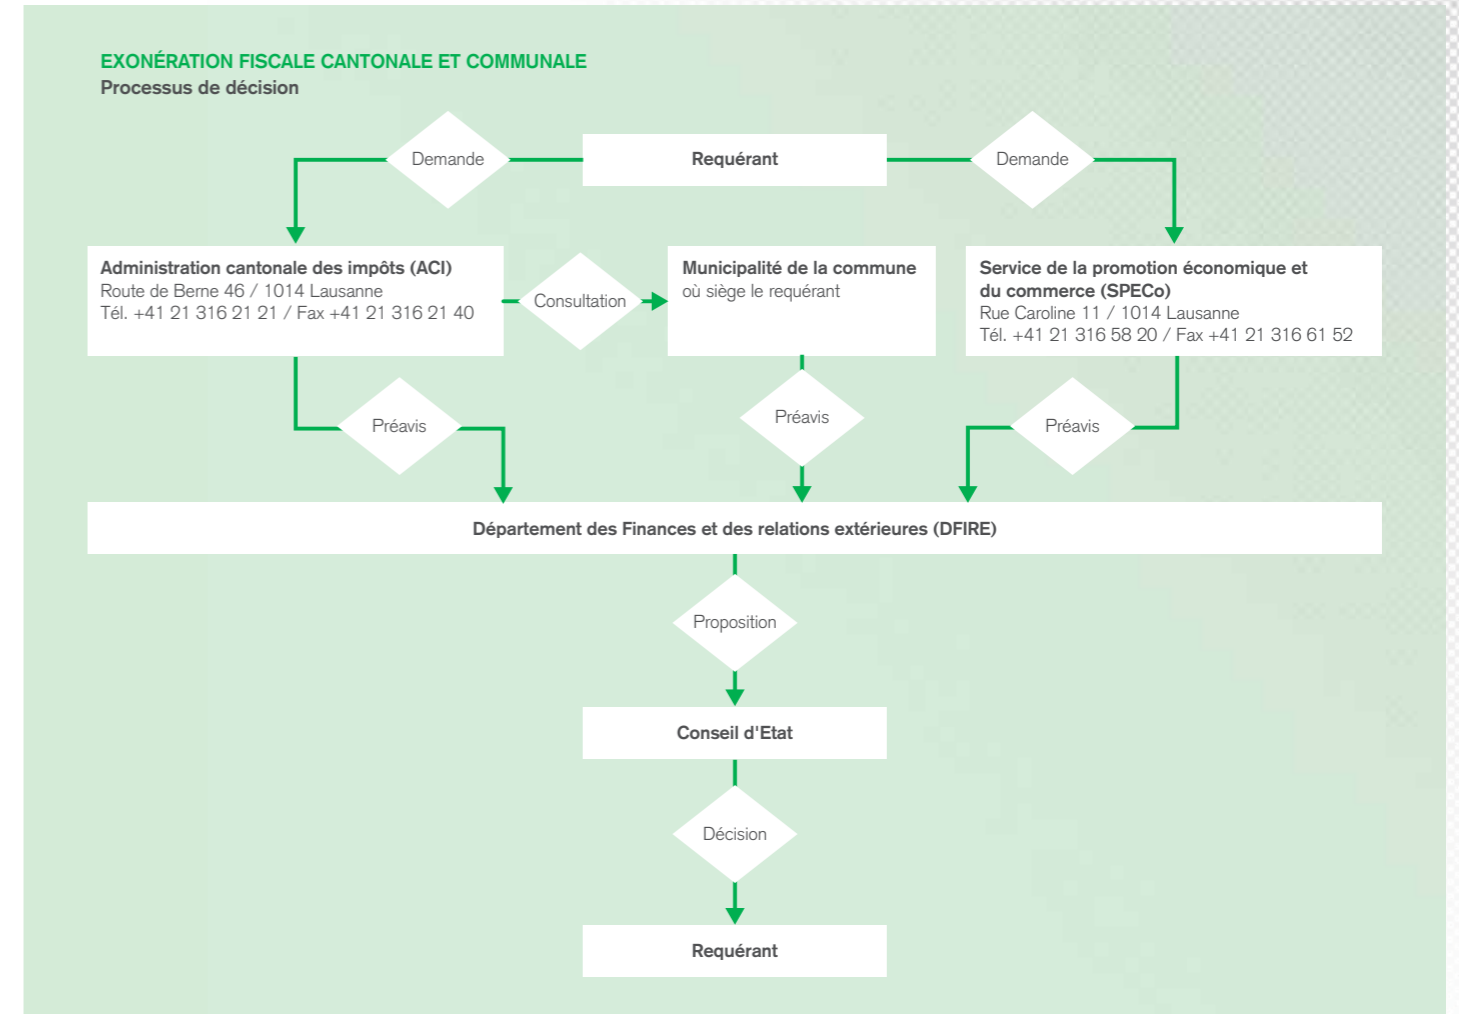 EXONÉRATION FISCALE CANTONALE ET COMMUNALE
Processus de décision
Demande
Requérant
Demande
Administration cantonale des impôts (ACI)
Route de Berne 46 / 1014 Lausanne
Tél. +41 21 316 21 21 / Fax +41 21 316 21 40
Consultation
Municipalité de la commune
où siège le requérant
Service de la promotion économique et
du commerce (SPECo)
Rue Caroline 11 / 1014 Lausanne
Tél. +41 21 316 58 20 / Fax +41 21 316 61 52
Préavis
Préavis
Préavis
Département des Finances et des relations extérieures (DFIRE)
Proposition
Conseil d'Etat
Décision
Requérant